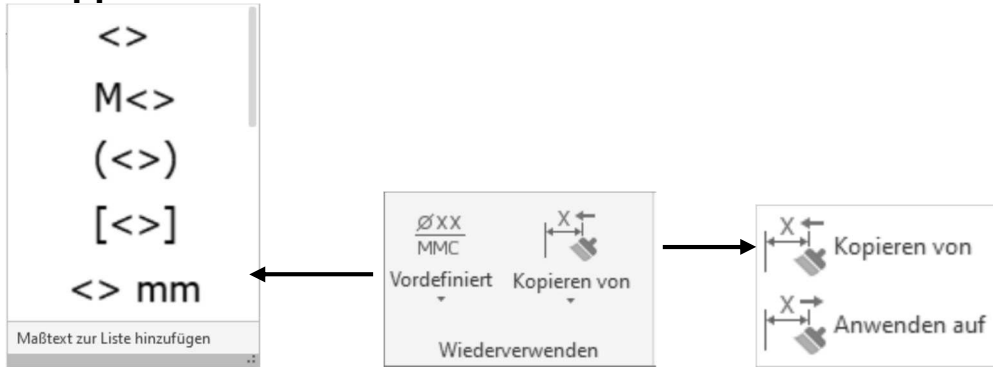 <>
M<>
(<>)
[<>]
<> mm
Maßtext zur Liste hinzufügen
ØXX
MMC
X
Vordefiniert
Kopieren von
Wiederverwenden
X
Kopieren von
X
Anwenden auf